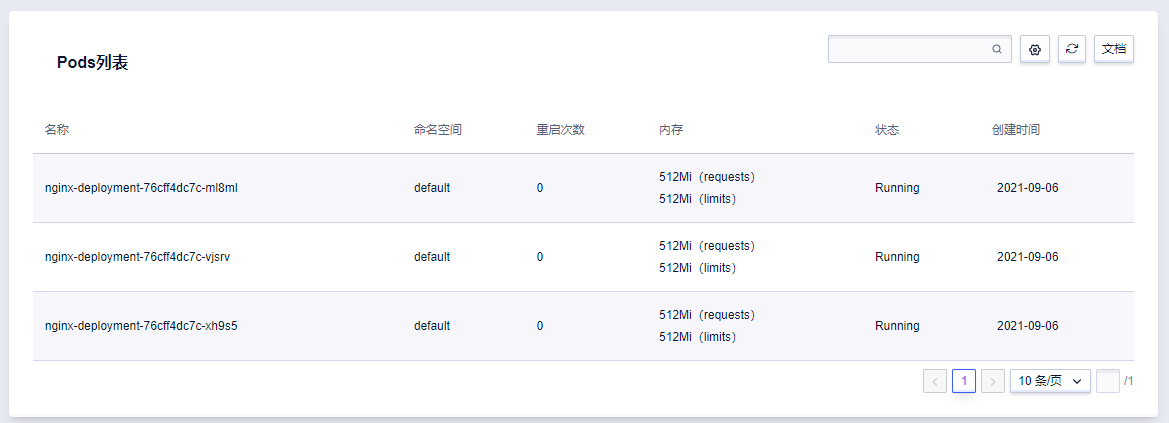 Pods列表
文档
名称 命名空间 重启次数 内存 状态 创建时间
nginx-deployment-76cff4dc7c-ml8ml default 0 512Mi（requests） Running 2021-09-06
512Mi（limits）
nginx-deployment-76cff4dc7c-vjsrv default 0 512Mi（requests） Running 2021-09-06
512Mi（limits）
nginx-deployment-76cff4dc7c-xh9s5 default 0 512Mi（requests） Running 2021-09-06
512Mi（limits）
1 10 条/页 /1